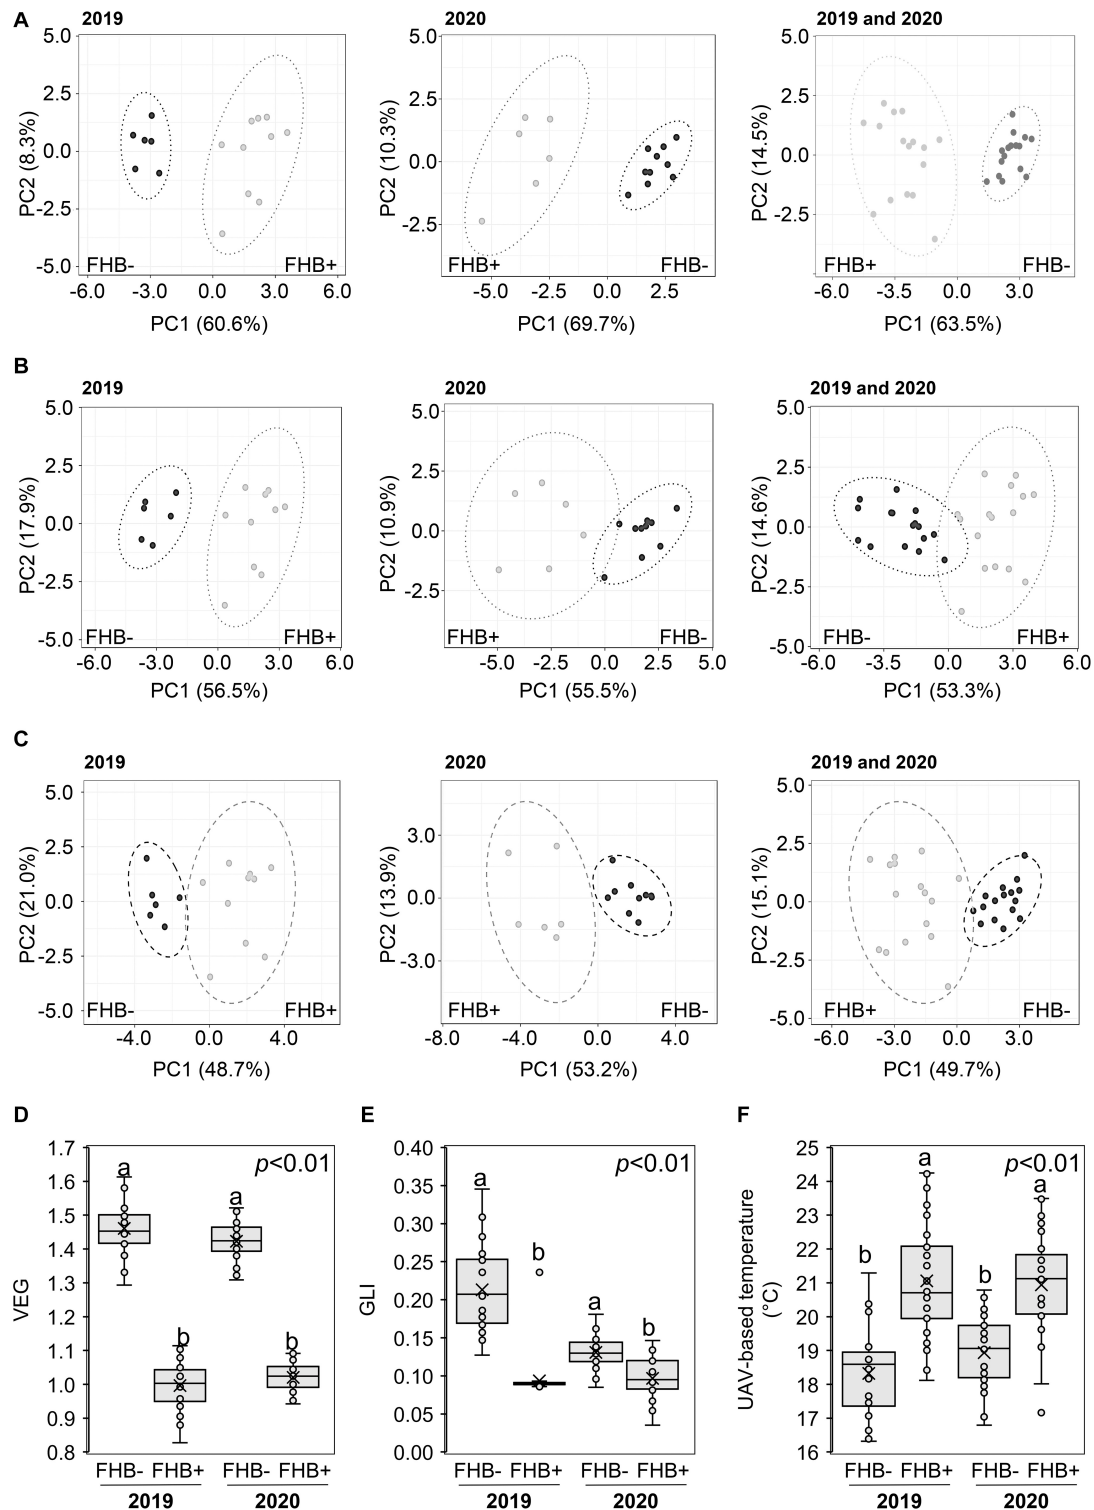 A
2019
2020
2019 and 2020
5.0
2.5
0.0
-2.5
-5.0
PC2 (8.3%)
FHB-
FHB+
-6.0 -3.0 0.0 3.0 6.0
PC1 (60.6%)
5.0
2.5
0.0
-2.5
PC2 (10.3%)
FHB+
FHB-
-5.0 -2.5 0.0 2.5
PC1 (69.7%)
5.0
2.5
0.0
-2.5
PC2 (14.5%)
FHB+
FHB-
-6.0 -3.0 0.0 3.0
PC1 (63.5%)
B
2019
2020
2019 and 2020
5.0
2.5
0.0
-2.5
-5.0
PC2 (17.9%)
FHB-
FHB+
-6.0 -3.0 0.0 3.0 6.0
PC1 (56.5%)
5.0
2.5
0.0
-2.5
PC2 (10.9%)
FHB+
FHB-
-5.0 -2.5 0.0 2.5 5.0
PC1 (55.5%)
5.0
2.5
0.0
-2.5
-5.0
PC2 (14.6%)
FHB-
FHB+
-6.0 -3.5 0.0 3.0 6.0
PC1 (53.3%)
C
2019
2020
2019 and 2020
5.0
2.5
0.0
-2.5
-5.0
PC2 (21.0%)
FHB-
FHB+
-4.0 0.0 4.0
PC1 (48.7%)
3.0
0.0
-3.0
PC2 (13.9%)
FHB+
FHB-
-8.0 -4.0 0.0 4.0
PC1 (53.2%)
5.0
2.5
0.0
-2.5
-5.0
PC2 (15.1%)
FHB+
FHB-
-6.0 -3.0 0.0 3.0
PC1 (49.7%)
D
1.7
1.6
1.5
1.4
1.3
1.2
1.1
1.0
0.9
0.8
VEG
p<0.01
a
b
a
b
FHB- FHB+ FHB- FHB+
2019 2020
E
0.40
0.35
0.30
0.25
0.20
0.15
0.10
0.05
0.00
GLI
p<0.01
a
b
a
b
FHB- FHB+ FHB- FHB+
2019 2020
F
25
24
23
22
21
20
19
18
17
16
UAV-based temperature
(°C)
p<0.01
b
a
b
a
FHB- FHB+ FHB- FHB+
2019 2020